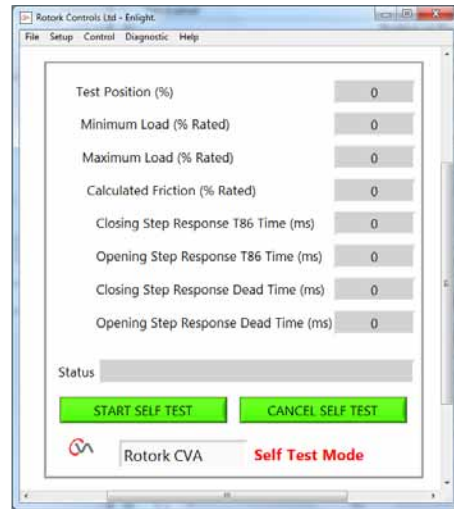 Rotork Controls Ltd - Enlight.
File Setup Control Diagnostic Help
Test Position (%) 0
Minimum Load (% Rated) 0
Maximum Load (% Rated) 0
Calculated Friction (% Rated) 0
Closing Step Response T86 Time (ms) 0
Opening Step Response T86 Time (ms) 0
Closing Step Response Dead Time (ms) 0
Opening Step Response Dead Time (ms) 0
Status
START SELF TEST CANCEL SELF TEST
Rotork CVA Self Test Mode